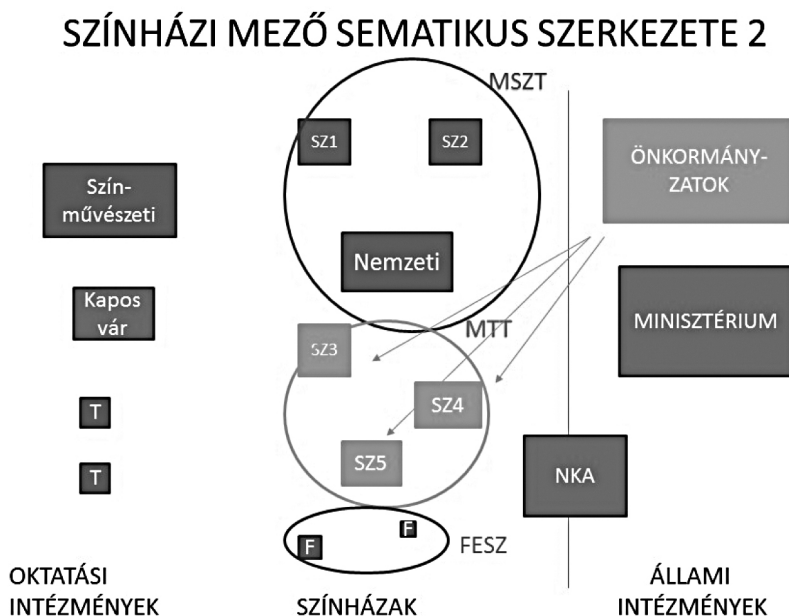 SZÍNHÁZI MEZŐ SEMATIKUS SZERKEZETE 2
MSZT
SZ1
SZ2
ÖNKORMÁNY-
ZATOK
Szín-
művészeti
Nemzeti
Kapos
vár
MINISZTÉRIUM
MTT
SZ3
SZ4
T
SZ5
T
NKA
F
F
FESZ
OKTATÁSI
INTÉZMÉNYEK
SZÍNHÁZAK
ÁLLAMI
INTÉZMÉNYEK